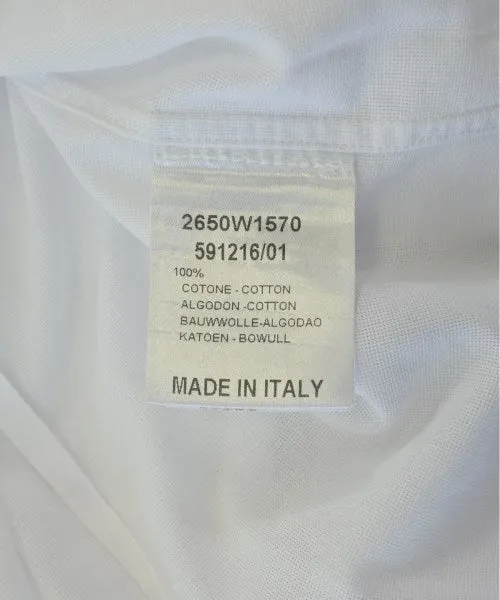 2650W1570
591216/01
100%
COTONE - COTTON
ALGODON -COTTON
BAUWWOLLE-ALGODAO
KATOEN - BOWULL
MADE IN ITALY